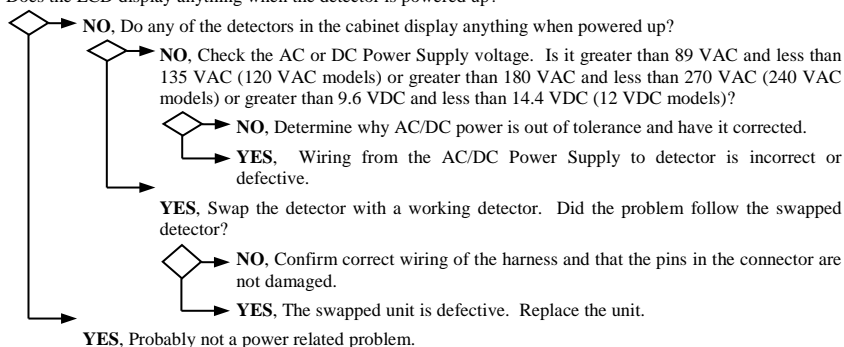 Does the LCD display anything when the detector is powered up?
NO, Do any of the detectors in the cabinet display anything when powered up?
NO, Check the AC or DC Power Supply voltage. Is it greater than 89 VAC and less than
135 VAC (120 VAC models) or greater than 180 VAC and less than 270 VAC (240 VAC
models) or greater than 9.6 VDC and less than 14.4 VDC (12 VDC models)?
NO, Determine why AC/DC power is out of tolerance and have it corrected.
YES, Wiring from the AC/DC Power Supply to detector is incorrect or
defective.
YES, Swap the detector with a working detector. Did the problem follow the swapped
detector?
NO, Confirm correct wiring of the harness and that the pins in the connector are
not damaged.
YES, The swapped unit is defective. Replace the unit.
YES, Probably not a power related problem.